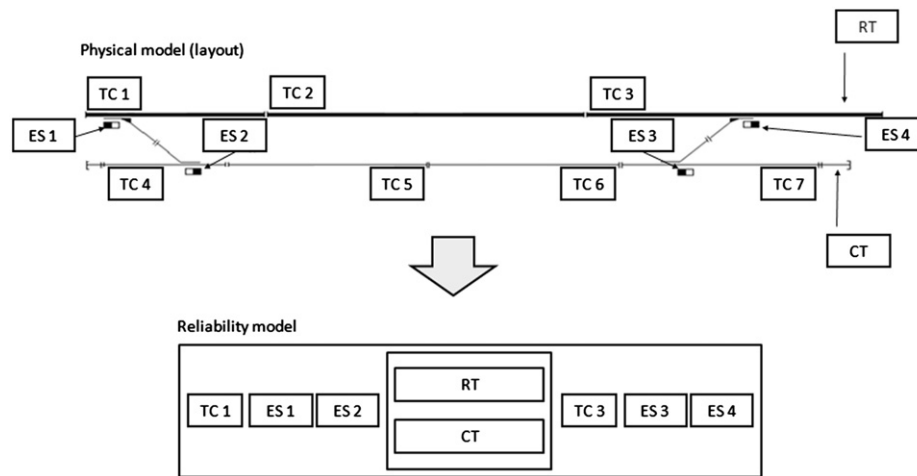 RT
Physical model (layout)
TC 1
TC 2
TC 3
ES 1
ES 2
ES 3
ES 4
TC 4
TC 5
TC 6
TC 7
CT
Reliability model
RT
TC 1
ES 1
ES 2
TC 3
ES 3
ES 4
CT